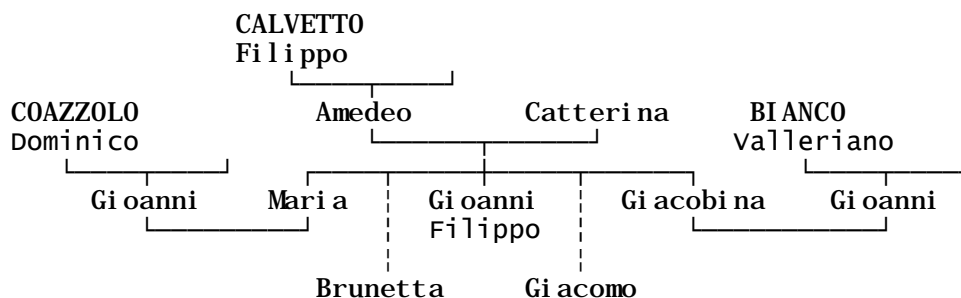 CALVETTO
Filippo
COAZZOLO Amedeo Catterina BIANCO
Dominico Valleriano
Gioanni Maria Gioanni Giacobina Gioanni
Filippo
Brunetta Giacomo